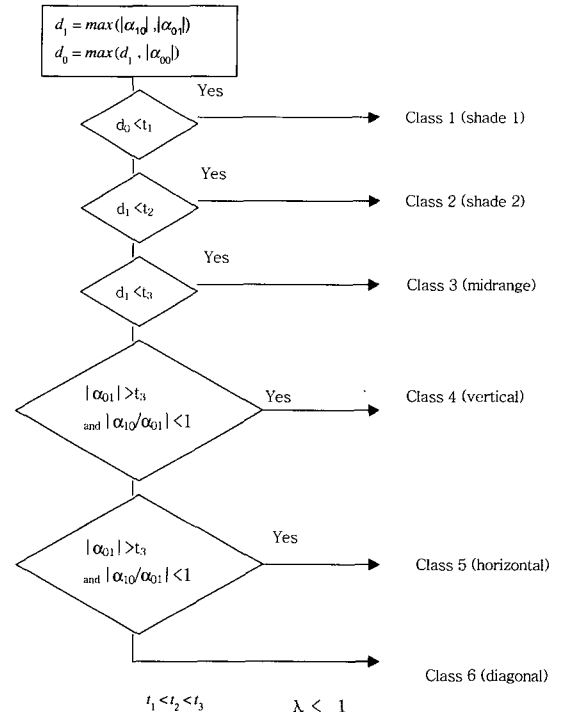 d₁ = max(|α₁₀| ,|α₀₁|)
d₀ = max(d₁ , |α₀₀|)
Yes
d₀ <t₁
Class 1 (shade 1)
Yes
d₁ <t₂
Class 2 (shade 2)
Yes
d₁ <t₃
Class 3 (midrange)
|α₀₁|>t₃
and |α₁₀/α₀₁|<1
Yes
Class 4 (vertical)
|α₀₁|>t₃
and |α₁₀/α₀₁|<1
Yes
Class 5 (horizontal)
Class 6 (diagonal)
t₁ < t₂ < t₃
λ < 1